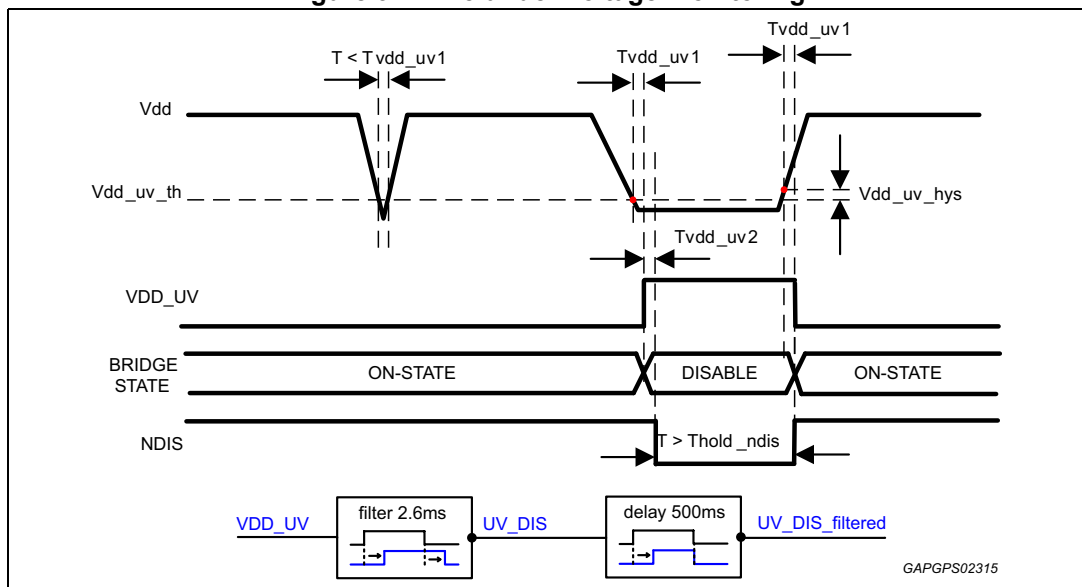 T < Tvdd_uv1
Tvdd_uv1
Tvdd_uv1
Vdd
Vdd_uv_th
Vdd_uv_hys
Tvdd_uv2
VDD_UV
BRIDGE
STATE
ON-STATE
DISABLE
ON-STATE
NDIS
T > Thold_ndis
VDD_UV
filter 2.6ms
UV_DIS
delay 500ms
UV_DIS_filtered
GAPGPS02315